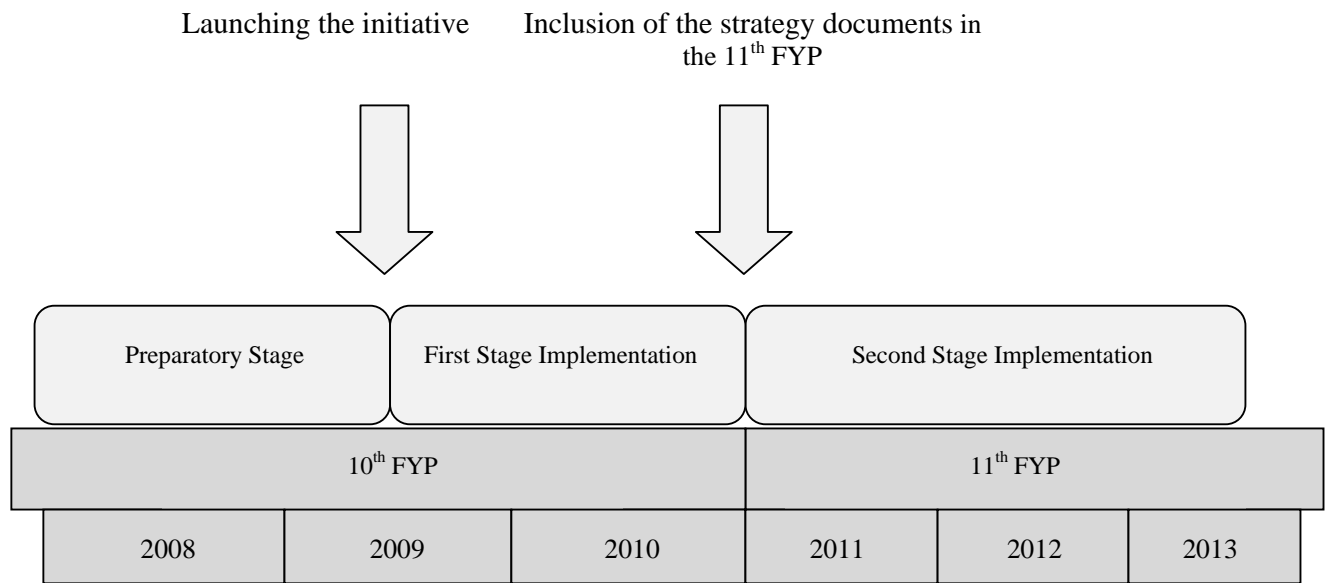 Launching the initiative
Inclusion of the strategy documents in
the 11th FYP
Preparatory Stage
First Stage Implementation
Second Stage Implementation
10th FYP
11th FYP
2008
2009
2010
2011
2012
2013